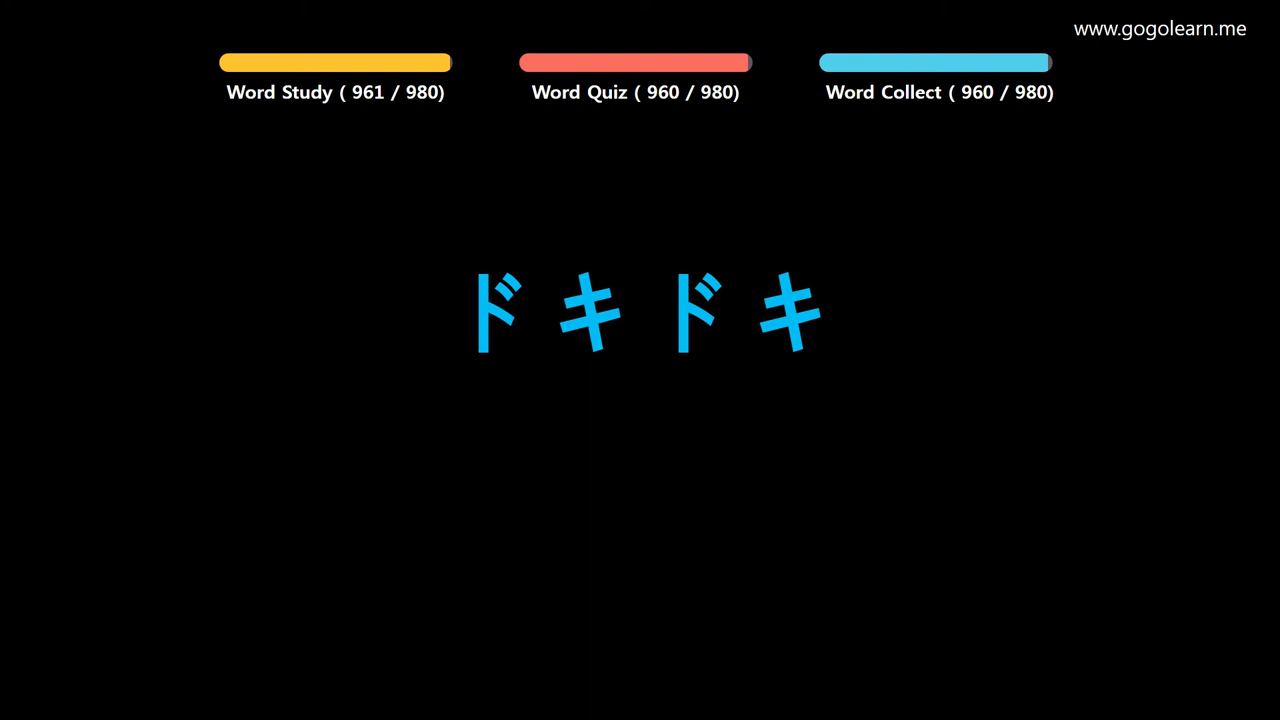 www.gogolearn.me
Word Study ( 961 / 980)
Word Quiz ( 960 / 980)
Word Collect ( 960 / 980)
ドキドキ